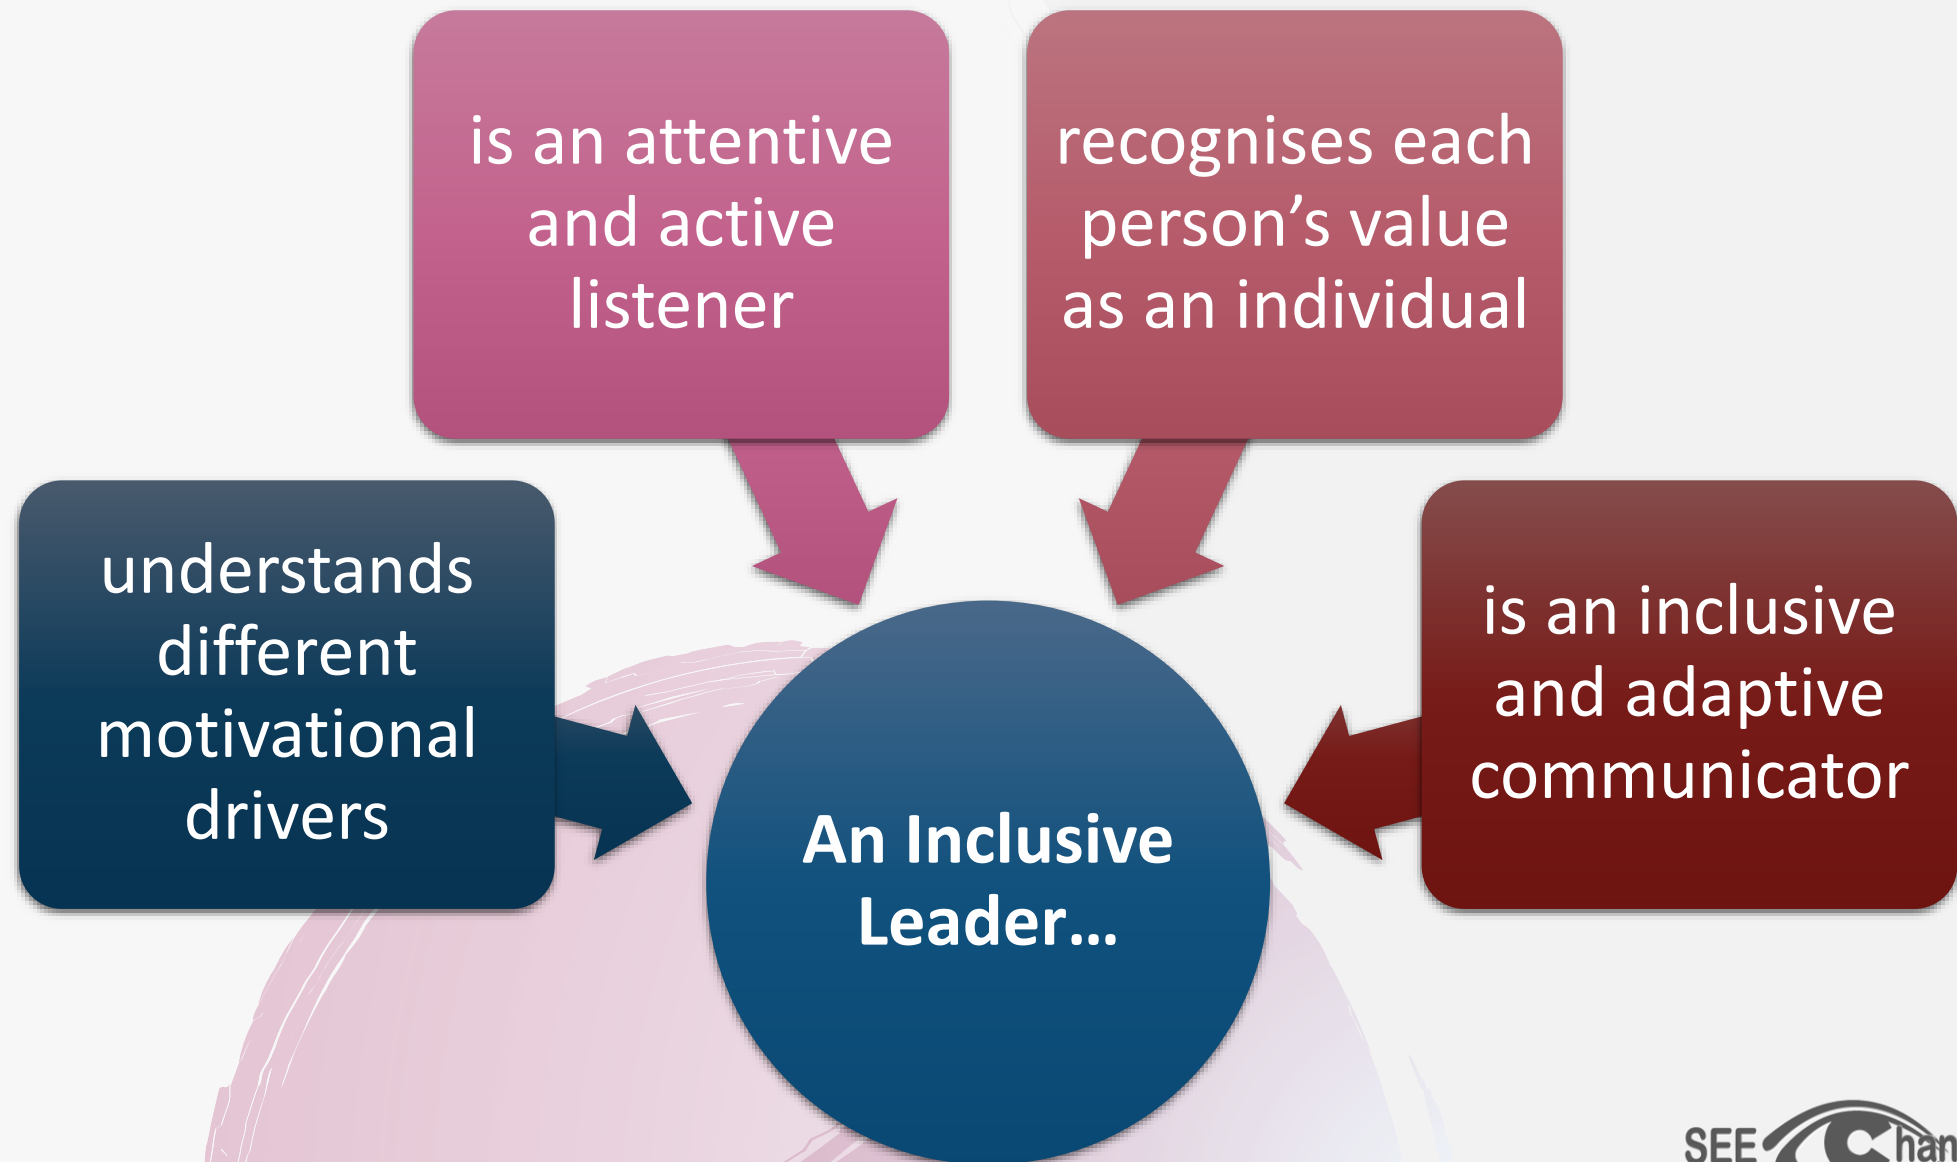 is an attentive
and active
listener
recognises each
person’s value
as an individual
understands
different
motivational
drivers
is an inclusive
and adaptive
communicator
An Inclusive
Leader…
SEE Chan